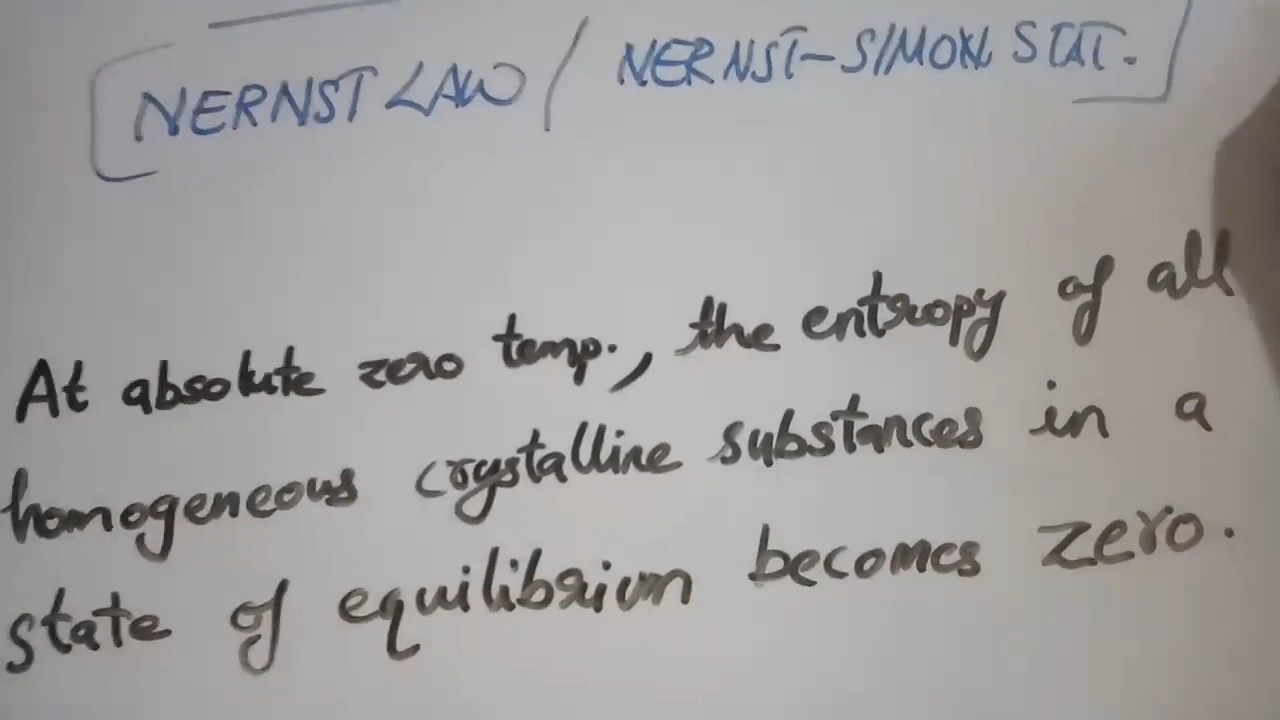 [NERNST LAW / NERNST-SIMON STAT.]
At absolute zero temp., the entropy of all
homogeneous crystalline substances in a
state of equilibrium becomes zero.